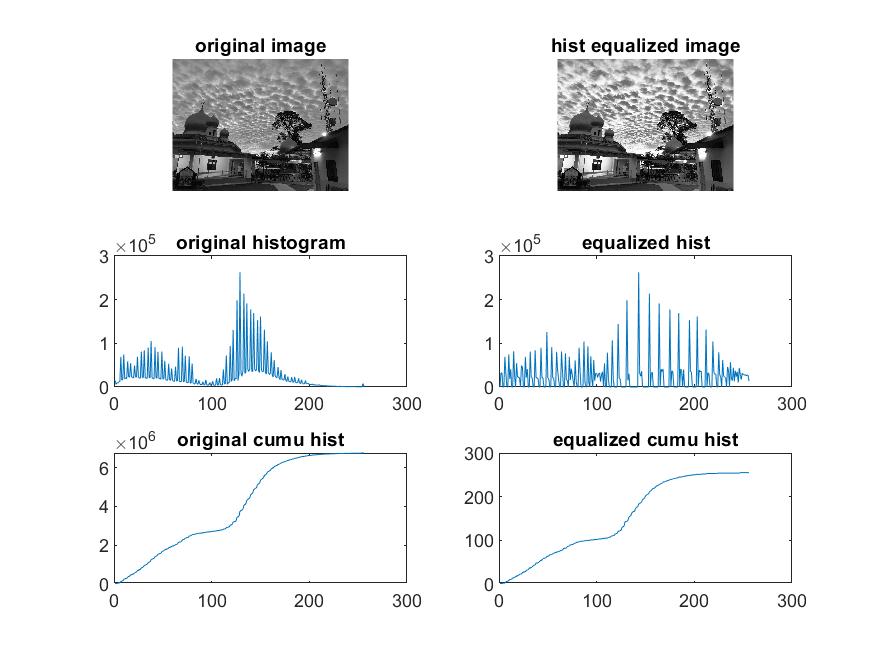 original image
hist equalized image
×10^5 original histogram
3
2
1
0
0 100 200 300
×10^5 equalized hist
3
2
1
0
0 100 200 300
×10^6 original cumu hist
6
4
2
0
0 100 200 300
equalized cumu hist
300
200
100
0
0 100 200 300